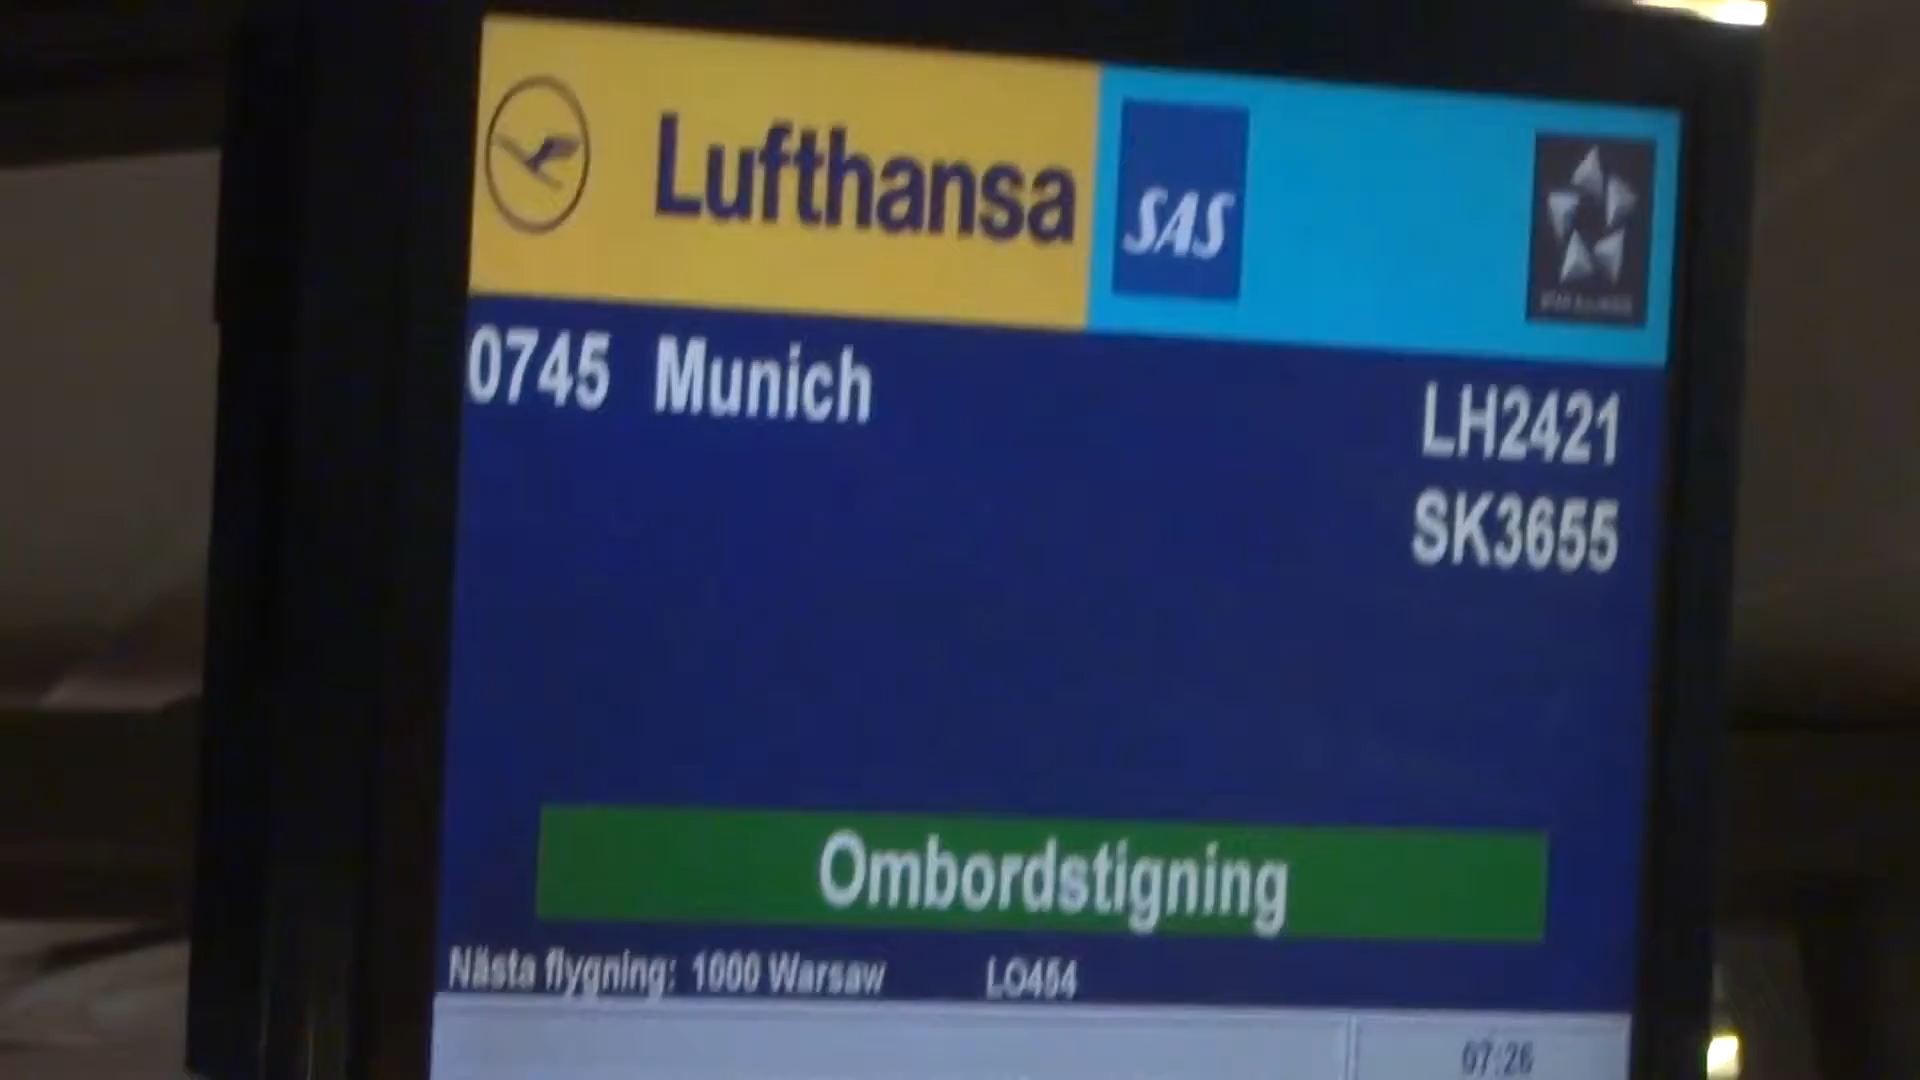 Lufthansa SAS
0745 Munich LH2421
SK3655
Ombordstigning
Nästa flygning: 1000 Warsaw LO454
07:26